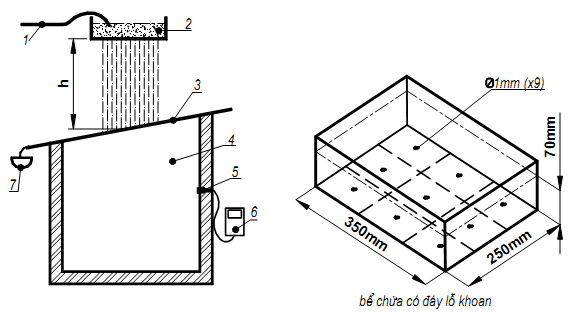 1
2
h
3
4
5
6
7
Ø1mm (x9)
70mm
350mm
250mm
bể chứa có đáy lỗ khoan